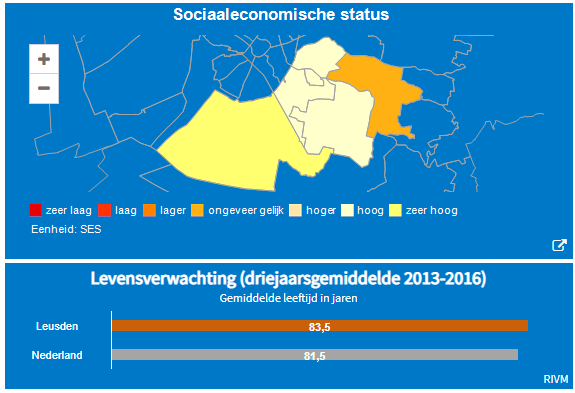 Sociaaleconomische status
+
−
zeer laag laag lager ongeveer gelijk hoger hoog zeer hoog
Eenheid: SES
Levensverwachting (driejaarsgemiddelde 2013-2016)
Gemiddelde leeftijd in jaren
Leusden 83,5
Nederland 81,5
RIVM